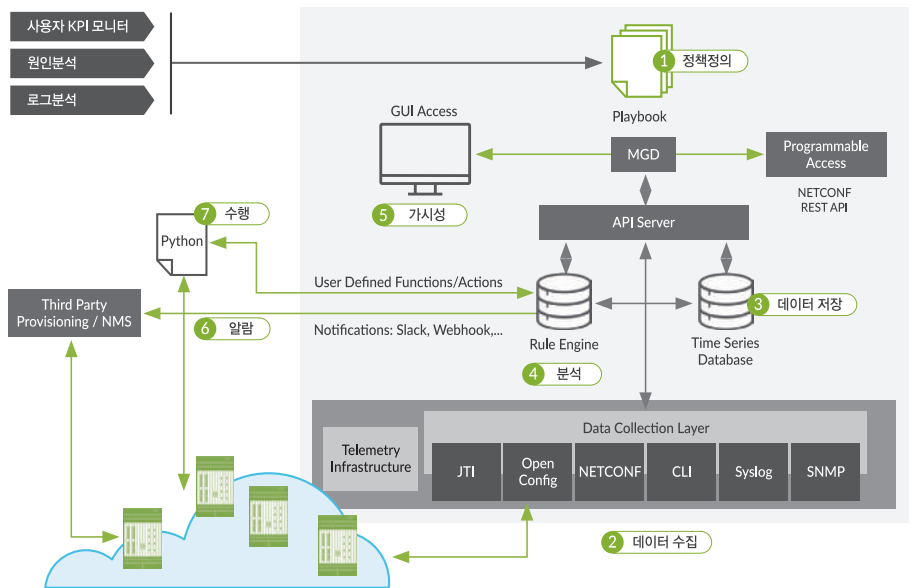 사용자 KPI 모니터
원인분석
로그분석
1 정책정의
Playbook
GUI Access
MGD
Programmable
Access
NETCONF
REST API
5 가시성
API Server
7 수행
Python
User Defined Functions/Actions
Third Party
Provisioning / NMS
6 알람
Notifications: Slack, Webhook,...
Rule Engine
3 데이터 저장
Time Series
Database
4 분석
Telemetry
Infrastructure
Data Collection Layer
JTI
Open
Config
NETCONF
CLI
Syslog
SNMP
2 데이터 수집